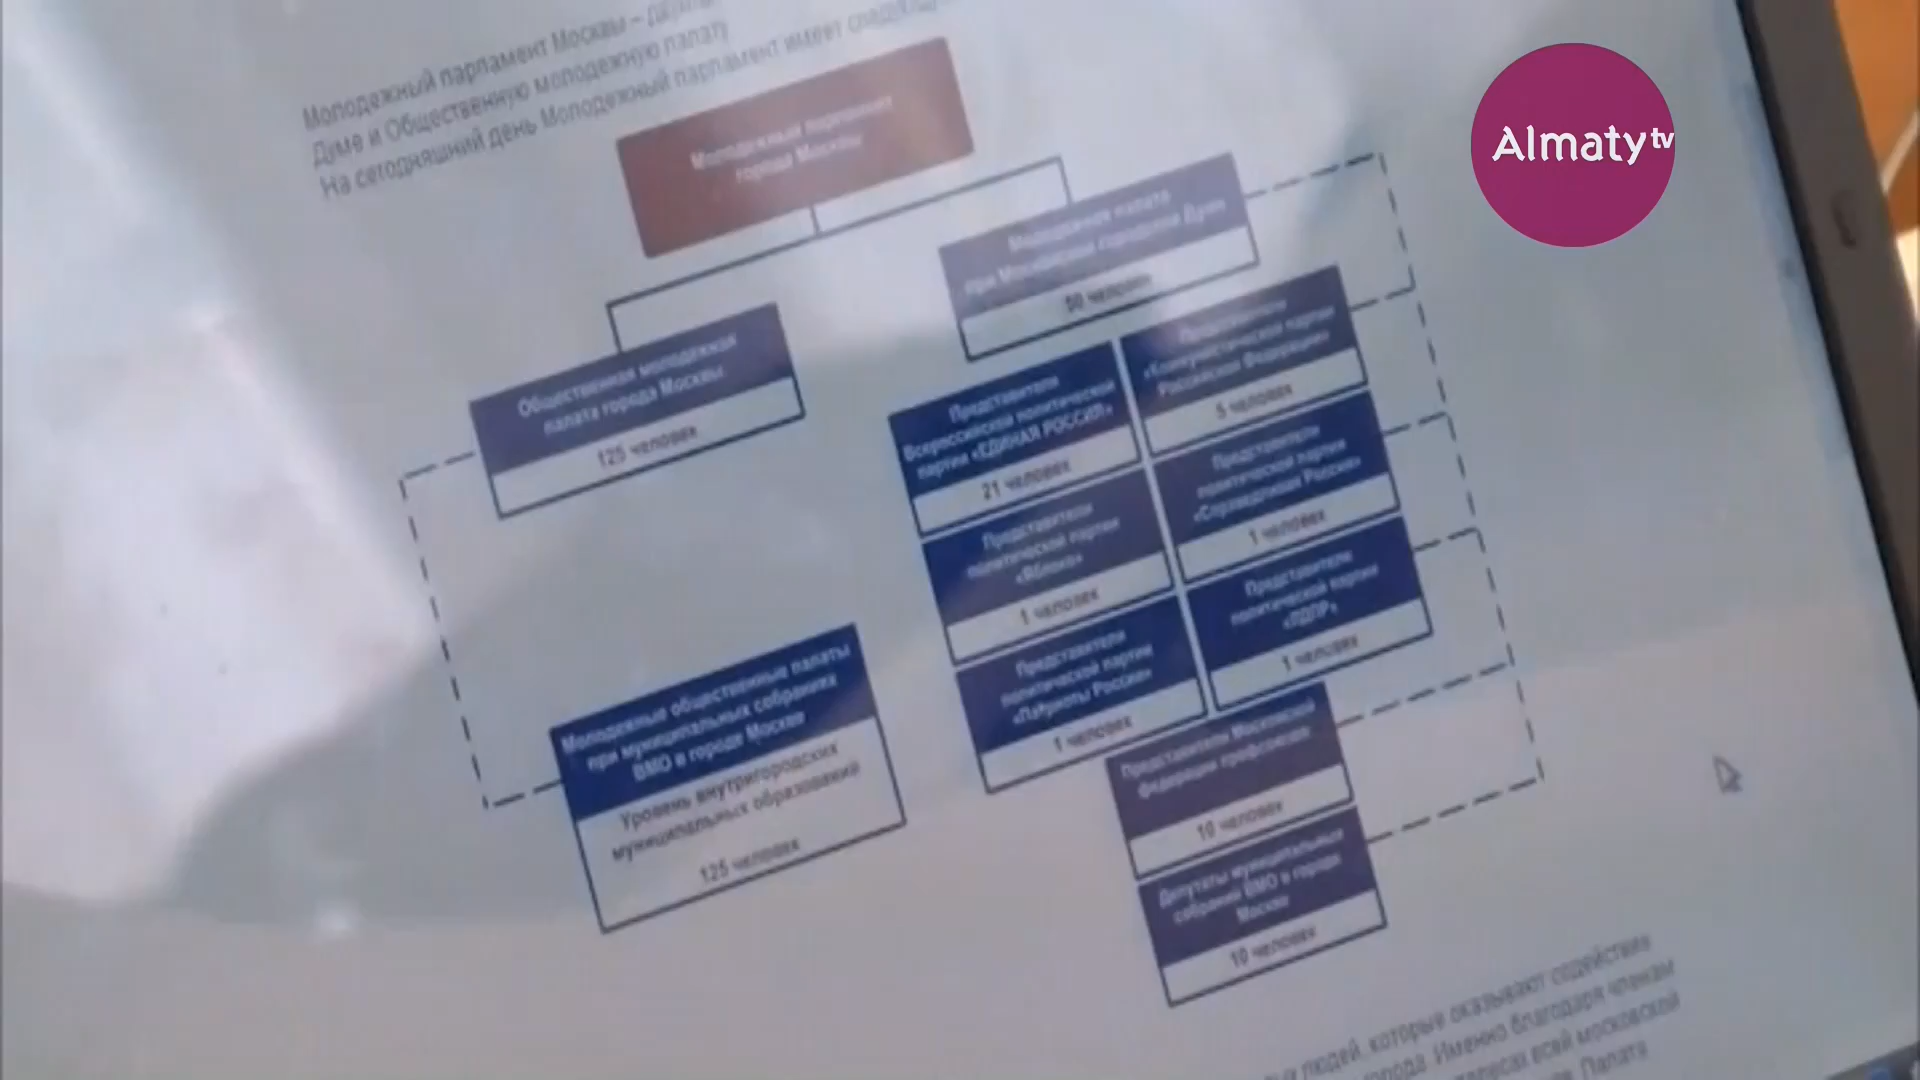 Молодежный парламент Москвы –
Думе и Общественную молодежную палату
На сегодняшний день Молодежный парламент имеет
Almaty tv
Молодежный парламент
города Москвы
Молодежная палата
при Московской городской Думе
50 человек
Общественная молодежная
палата города Москвы
125 человек
Представители
Всероссийской политической
партии «ЕДИНАЯ РОССИЯ»
21 человек
Представители
«Коммунистической партии
Российской Федерации»
5 человек
Представители
политической партии
«Яблоко»
1 человек
Представители
политической партии
«Справедливая Россия»
1 человек
Представители
политической партии
«Патриоты России»
1 человек
Представители
политической партии
«ЛДПР»
1 человек
Молодежные общественные палаты
при муниципальных собраниях
ВМО в городе Москве
Уровень внутригородских
муниципальных образований
125 человек
Представители Московской
Федерации профсоюзов
10 человек
Депутаты муниципальных
собраний ВМО в городе
Москве
10 человек
людей, которые оказывают содействие
города. Именно благодаря членам
всей московской
Палата